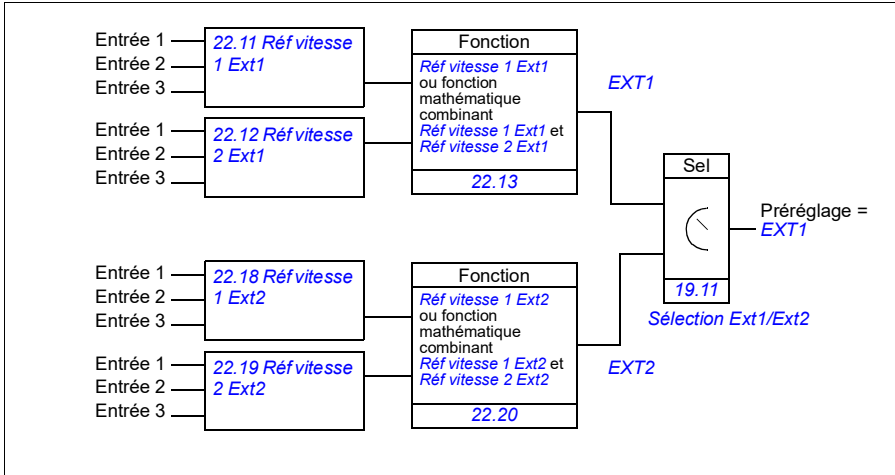 Entrée 1
Entrée 2
Entrée 3
22.11 Réf vitesse
1 Ext1
Entrée 1
Entrée 2
Entrée 3
22.12 Réf vitesse
2 Ext1
Fonction
Réf vitesse 1 Ext1
ou fonction
mathématique
combinant
Réf vitesse 1 Ext1 et
Réf vitesse 2 Ext1
22.13
EXT1
Sel
19.11
Sélection Ext1/Ext2
Préréglage =
EXT1
Entrée 1
Entrée 2
Entrée 3
22.18 Réf vitesse
1 Ext2
Entrée 1
Entrée 2
Entrée 3
22.19 Réf vitesse
2 Ext2
Fonction
Réf vitesse 1 Ext2
ou fonction
mathématique
combinant
Réf vitesse 1 Ext2 et
Réf vitesse 2 Ext2
22.20
EXT2